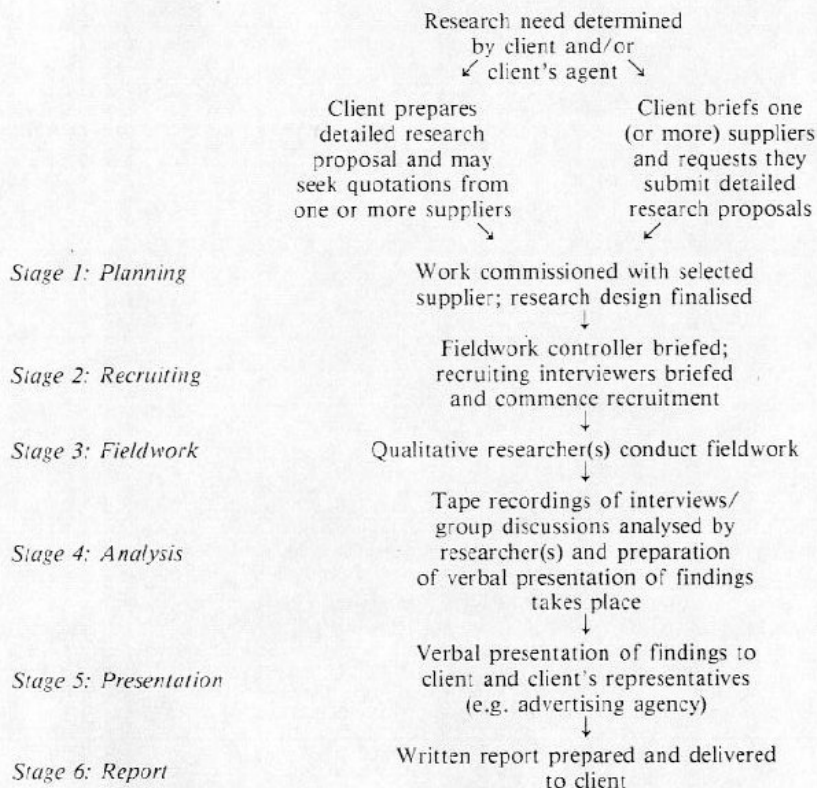 Research need determined
by client and/or
client's agent
Client prepares
detailed research
proposal and may
seek quotations from
one or more suppliers
Client briefs one
(or more) suppliers
and requests they
submit detailed
research proposals
Stage 1: Planning
Work commissioned with selected
supplier; research design finalised
Stage 2: Recruiting
Fieldwork controller briefed;
recruiting interviewers briefed
and commence recruitment
Stage 3: Fieldwork
Qualitative researcher(s) conduct fieldwork
Stage 4: Analysis
Tape recordings of interviews/
group discussions analysed by
researcher(s) and preparation
of verbal presentation of findings
takes place
Stage 5: Presentation
Verbal presentation of findings to
client and client's representatives
(e.g. advertising agency)
Stage 6: Report
Written report prepared and delivered
to client